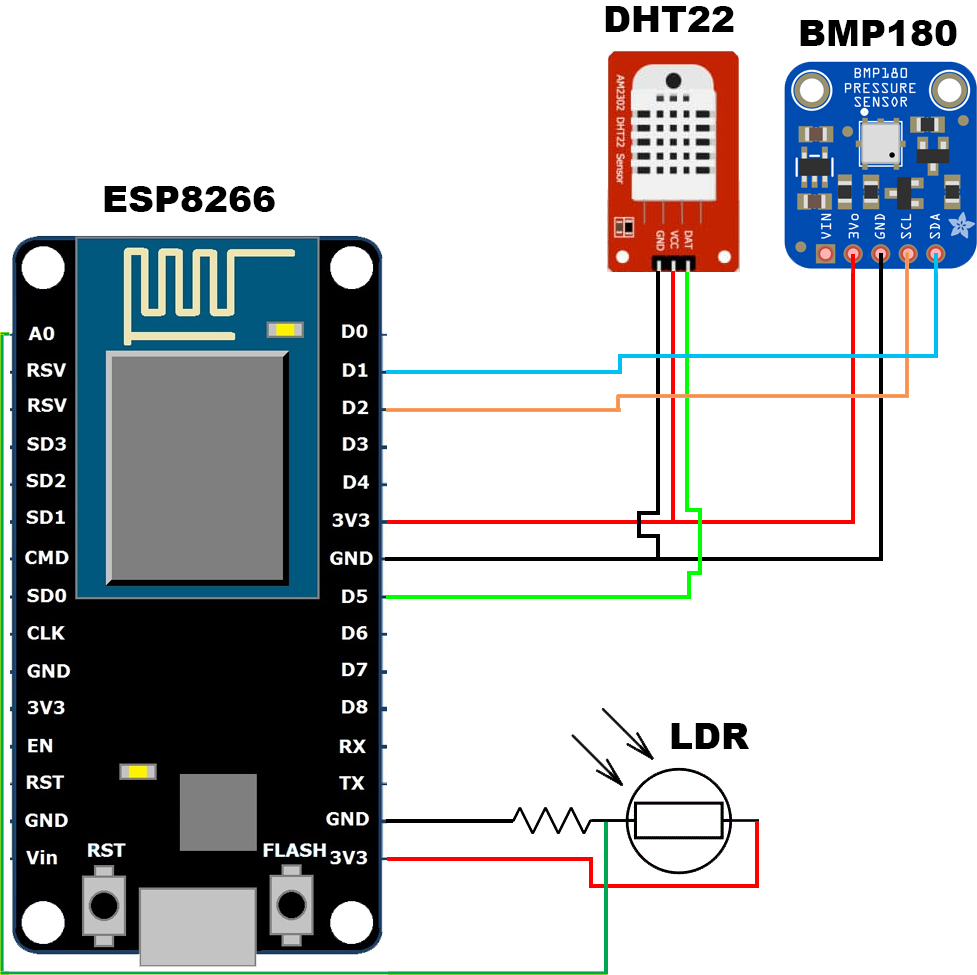 DHT22
BMP180
ESP8266
AM2302 DHT22 Sensor
GND
VCC
DAT
BMP180
PRESSURE
SENSOR
VIN
3Vo
GND
SCL
SDA
A0
RSV
RSV
SD3
SD2
SD1
CMD
SD0
CLK
GND
3V3
EN
RST
GND
Vin
D0
D1
D2
D3
D4
3V3
GND
D5
D6
D7
D8
RX
TX
GND
3V3
RST
FLASH
LDR